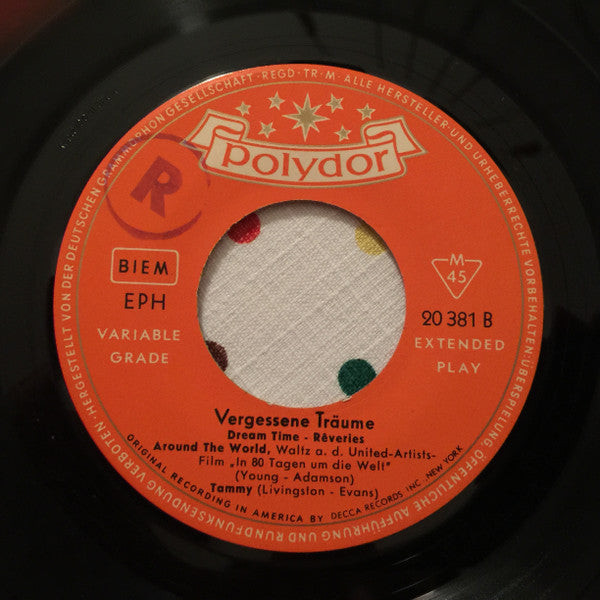 HERGESTELLT VON DER DEUTSCHEN GRAMMOPHON GESELLSCHAFT · REGD · TR · M · ALLE HERSTELLER- UND URHEBERRECHTE VORBEHALTEN · ÜBERSPIELUNG ÖFFENTLICHE AUFFÜHRUNG UND RUNDFUNKSENDUNG VERBOTEN ·
polydor
R
BIEM
EPH
VARIABLE
GRADE
M
45
20 381 B
EXTENDED
PLAY
Vergessene Träume
Dream Time - Rêveries
Around The World, Waltz a. d. United-Artists-
Film „In 80 Tagen um die Welt"
(Young - Adamson)
Tammy (Livingston - Evans)
ORIGINAL RECORDING IN AMERICA BY DECCA RECORDS INC., NEW YORK